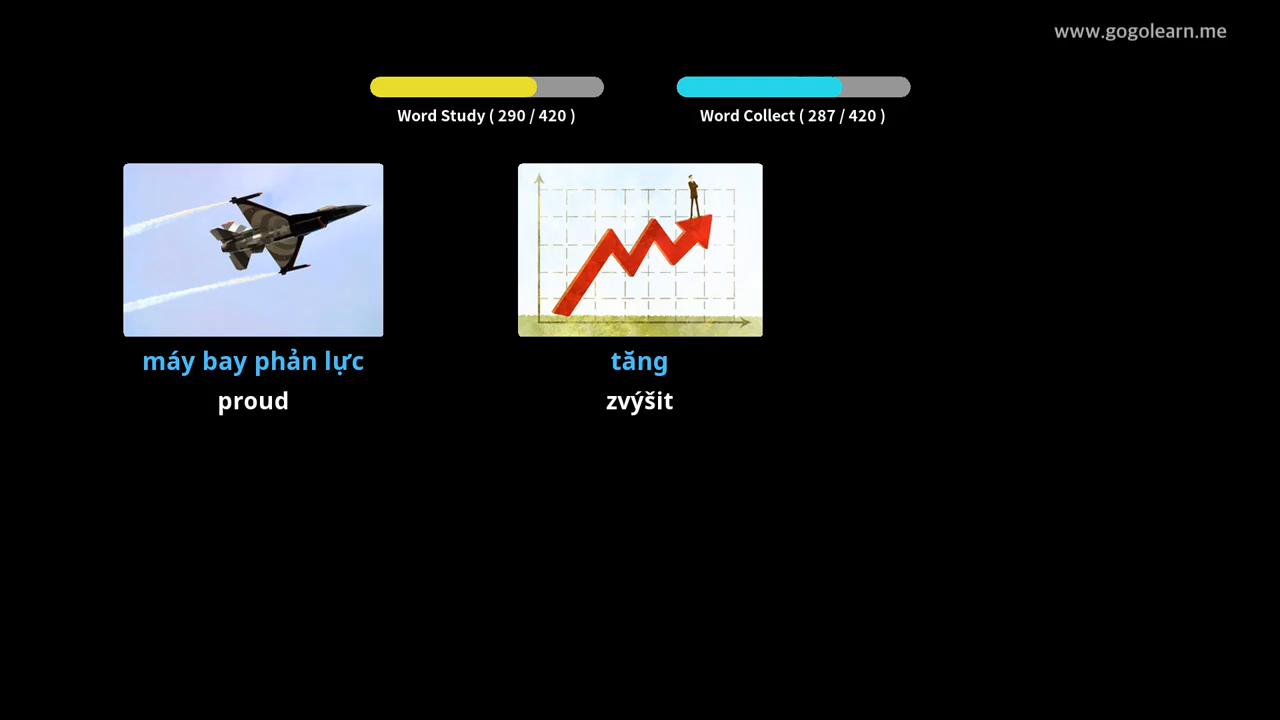 www.gogolearn.me
Word Study ( 290 / 420 )
Word Collect ( 287 / 420 )
máy bay phản lực
proud
tăng
zvýšit